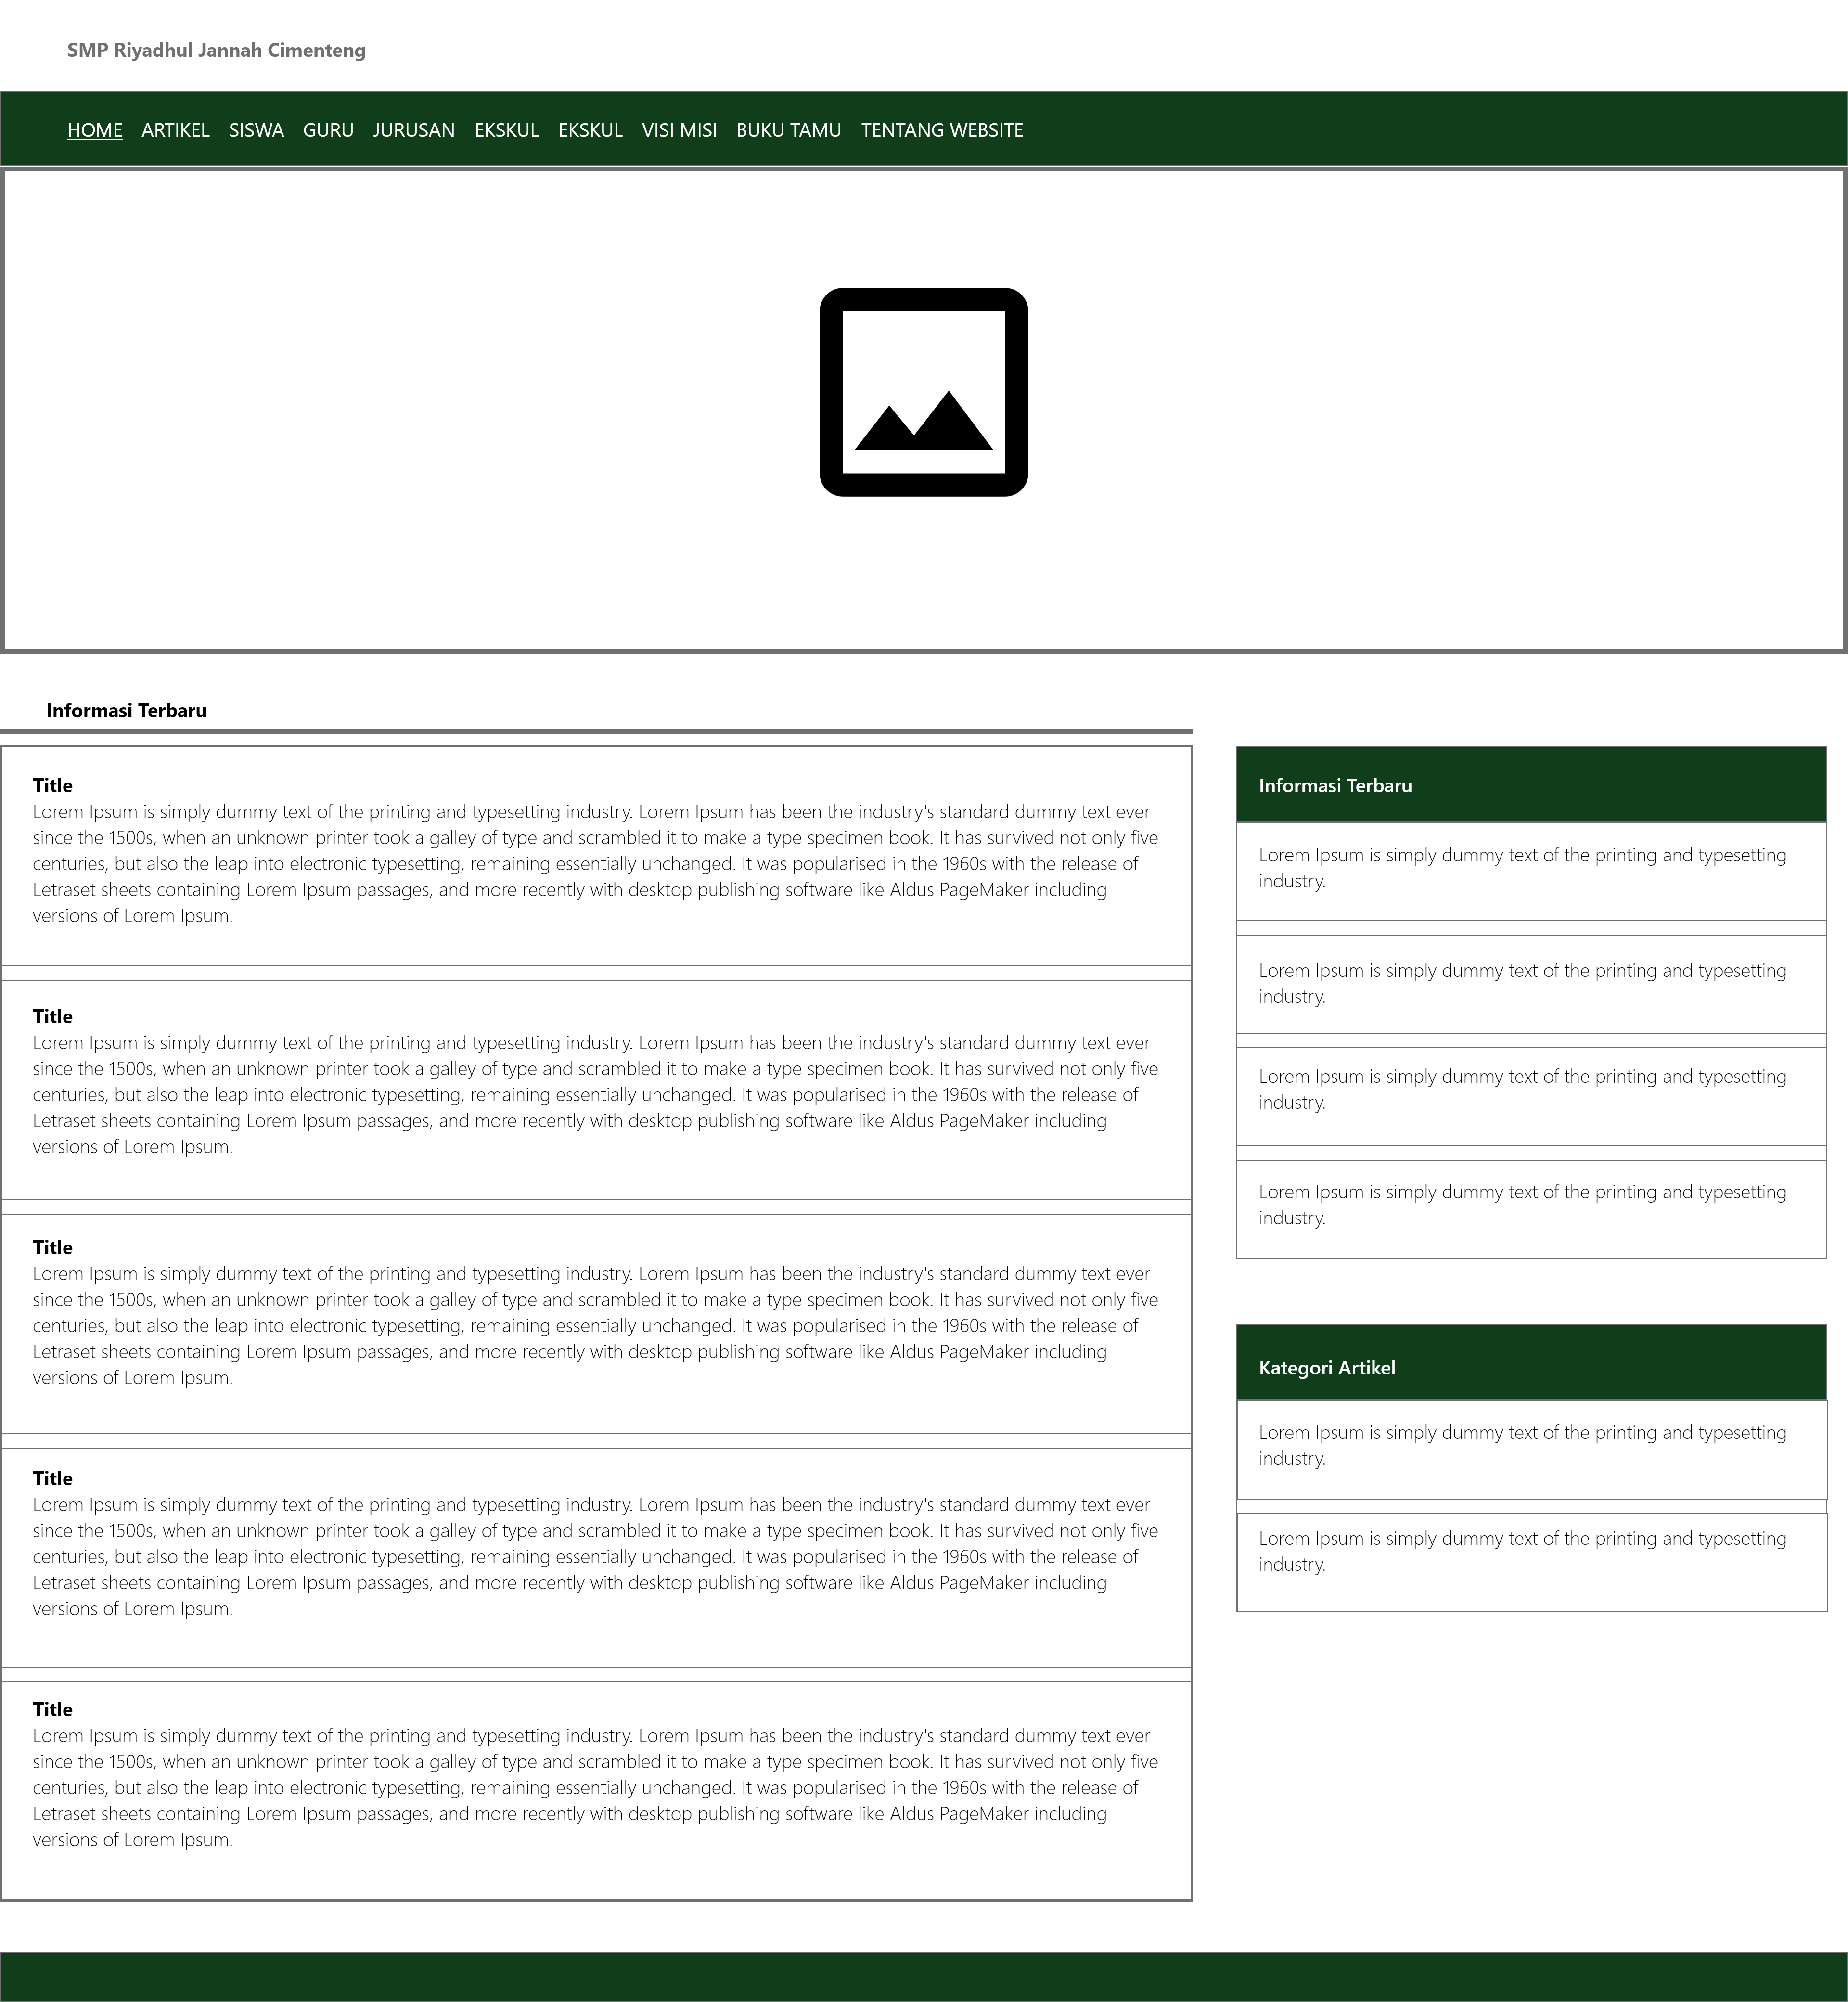 SMP Riyadhul Jannah Cimenteng
HOME ARTIKEL SISWA GURU JURUSAN EKSKUL EKSKUL VISI MISI BUKU TAMU TENTANG WEBSITE
Informasi Terbaru
Title
Lorem Ipsum is simply dummy text of the printing and typesetting industry. Lorem Ipsum has been the industry's standard dummy text ever
since the 1500s, when an unknown printer took a galley of type and scrambled it to make a type specimen book. It has survived not only five
centuries, but also the leap into electronic typesetting, remaining essentially unchanged. It was popularised in the 1960s with the release of
Letraset sheets containing Lorem Ipsum passages, and more recently with desktop publishing software like Aldus PageMaker including
versions of Lorem Ipsum.
Title
Lorem Ipsum is simply dummy text of the printing and typesetting industry. Lorem Ipsum has been the industry's standard dummy text ever
since the 1500s, when an unknown printer took a galley of type and scrambled it to make a type specimen book. It has survived not only five
centuries, but also the leap into electronic typesetting, remaining essentially unchanged. It was popularised in the 1960s with the release of
Letraset sheets containing Lorem Ipsum passages, and more recently with desktop publishing software like Aldus PageMaker including
versions of Lorem Ipsum.
Title
Lorem Ipsum is simply dummy text of the printing and typesetting industry. Lorem Ipsum has been the industry's standard dummy text ever
since the 1500s, when an unknown printer took a galley of type and scrambled it to make a type specimen book. It has survived not only five
centuries, but also the leap into electronic typesetting, remaining essentially unchanged. It was popularised in the 1960s with the release of
Letraset sheets containing Lorem Ipsum passages, and more recently with desktop publishing software like Aldus PageMaker including
versions of Lorem Ipsum.
Title
Lorem Ipsum is simply dummy text of the printing and typesetting industry. Lorem Ipsum has been the industry's standard dummy text ever
since the 1500s, when an unknown printer took a galley of type and scrambled it to make a type specimen book. It has survived not only five
centuries, but also the leap into electronic typesetting, remaining essentially unchanged. It was popularised in the 1960s with the release of
Letraset sheets containing Lorem Ipsum passages, and more recently with desktop publishing software like Aldus PageMaker including
versions of Lorem Ipsum.
Title
Lorem Ipsum is simply dummy text of the printing and typesetting industry. Lorem Ipsum has been the industry's standard dummy text ever
since the 1500s, when an unknown printer took a galley of type and scrambled it to make a type specimen book. It has survived not only five
centuries, but also the leap into electronic typesetting, remaining essentially unchanged. It was popularised in the 1960s with the release of
Letraset sheets containing Lorem Ipsum passages, and more recently with desktop publishing software like Aldus PageMaker including
versions of Lorem Ipsum.
Informasi Terbaru
Lorem Ipsum is simply dummy text of the printing and typesetting
industry.
Lorem Ipsum is simply dummy text of the printing and typesetting
industry.
Lorem Ipsum is simply dummy text of the printing and typesetting
industry.
Lorem Ipsum is simply dummy text of the printing and typesetting
industry.
Kategori Artikel
Lorem Ipsum is simply dummy text of the printing and typesetting
industry.
Lorem Ipsum is simply dummy text of the printing and typesetting
industry.